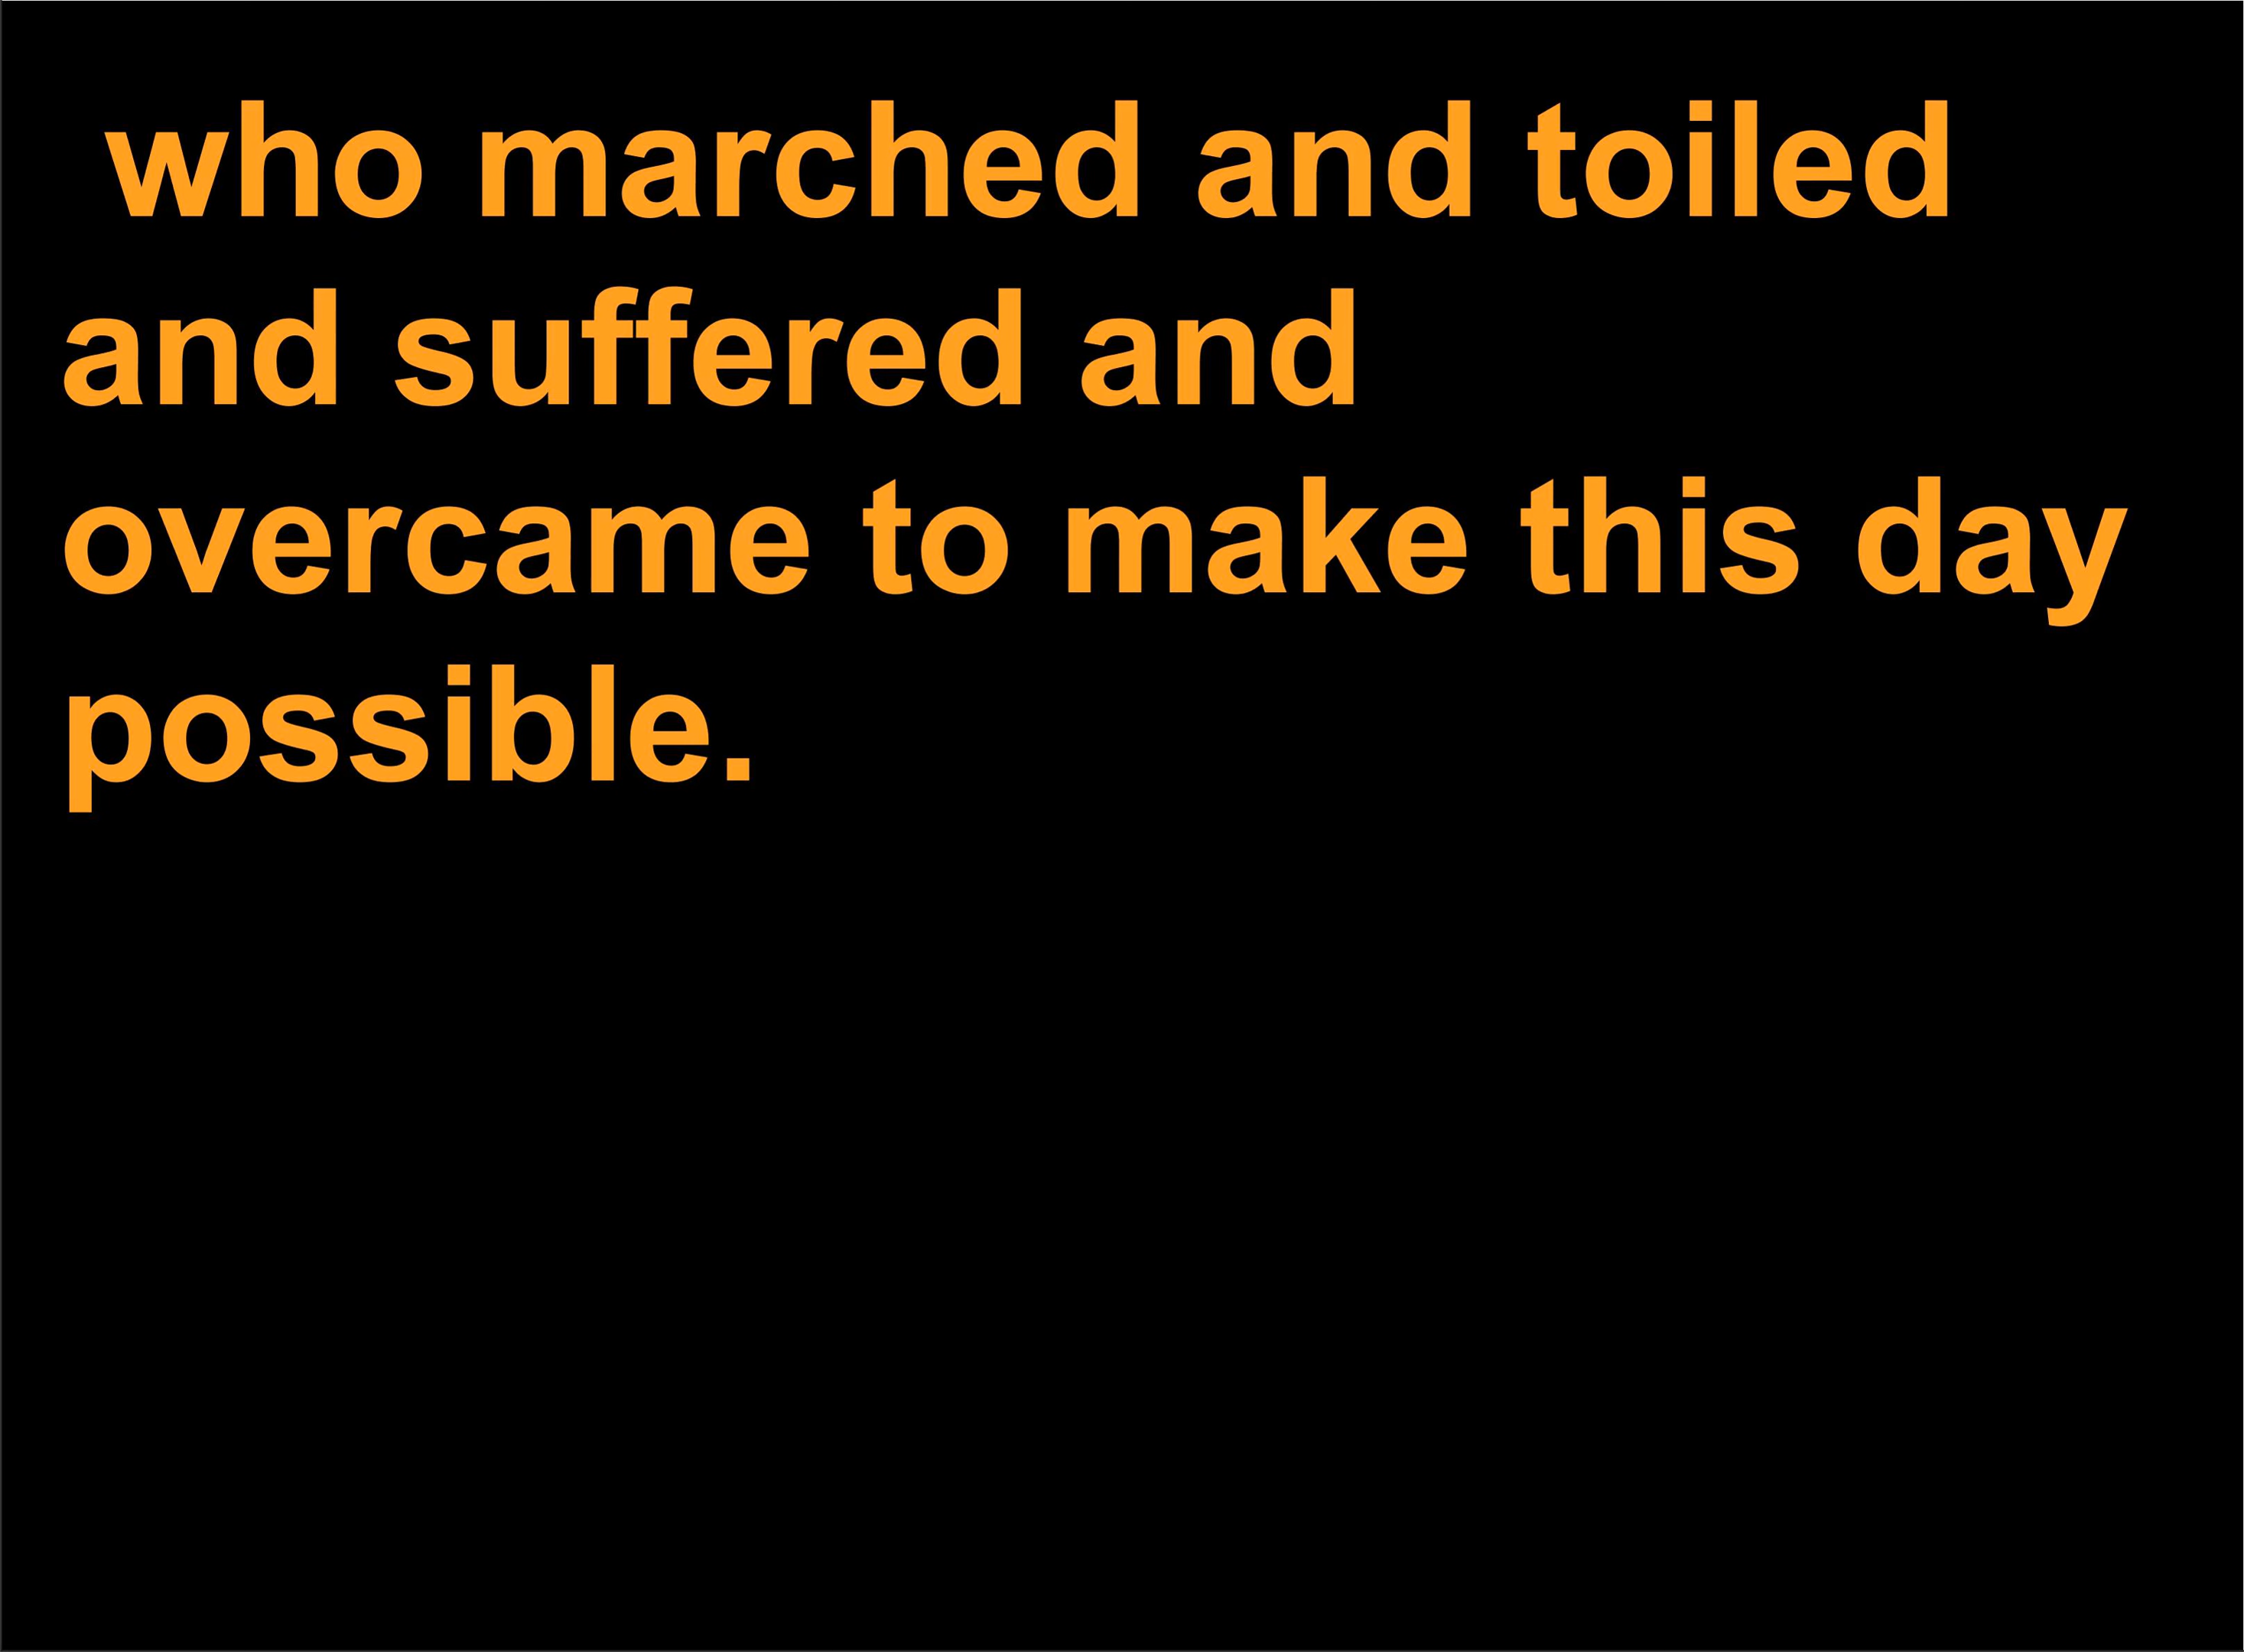 who marched and toiled
and suffered and
overcame to make this day
possible.